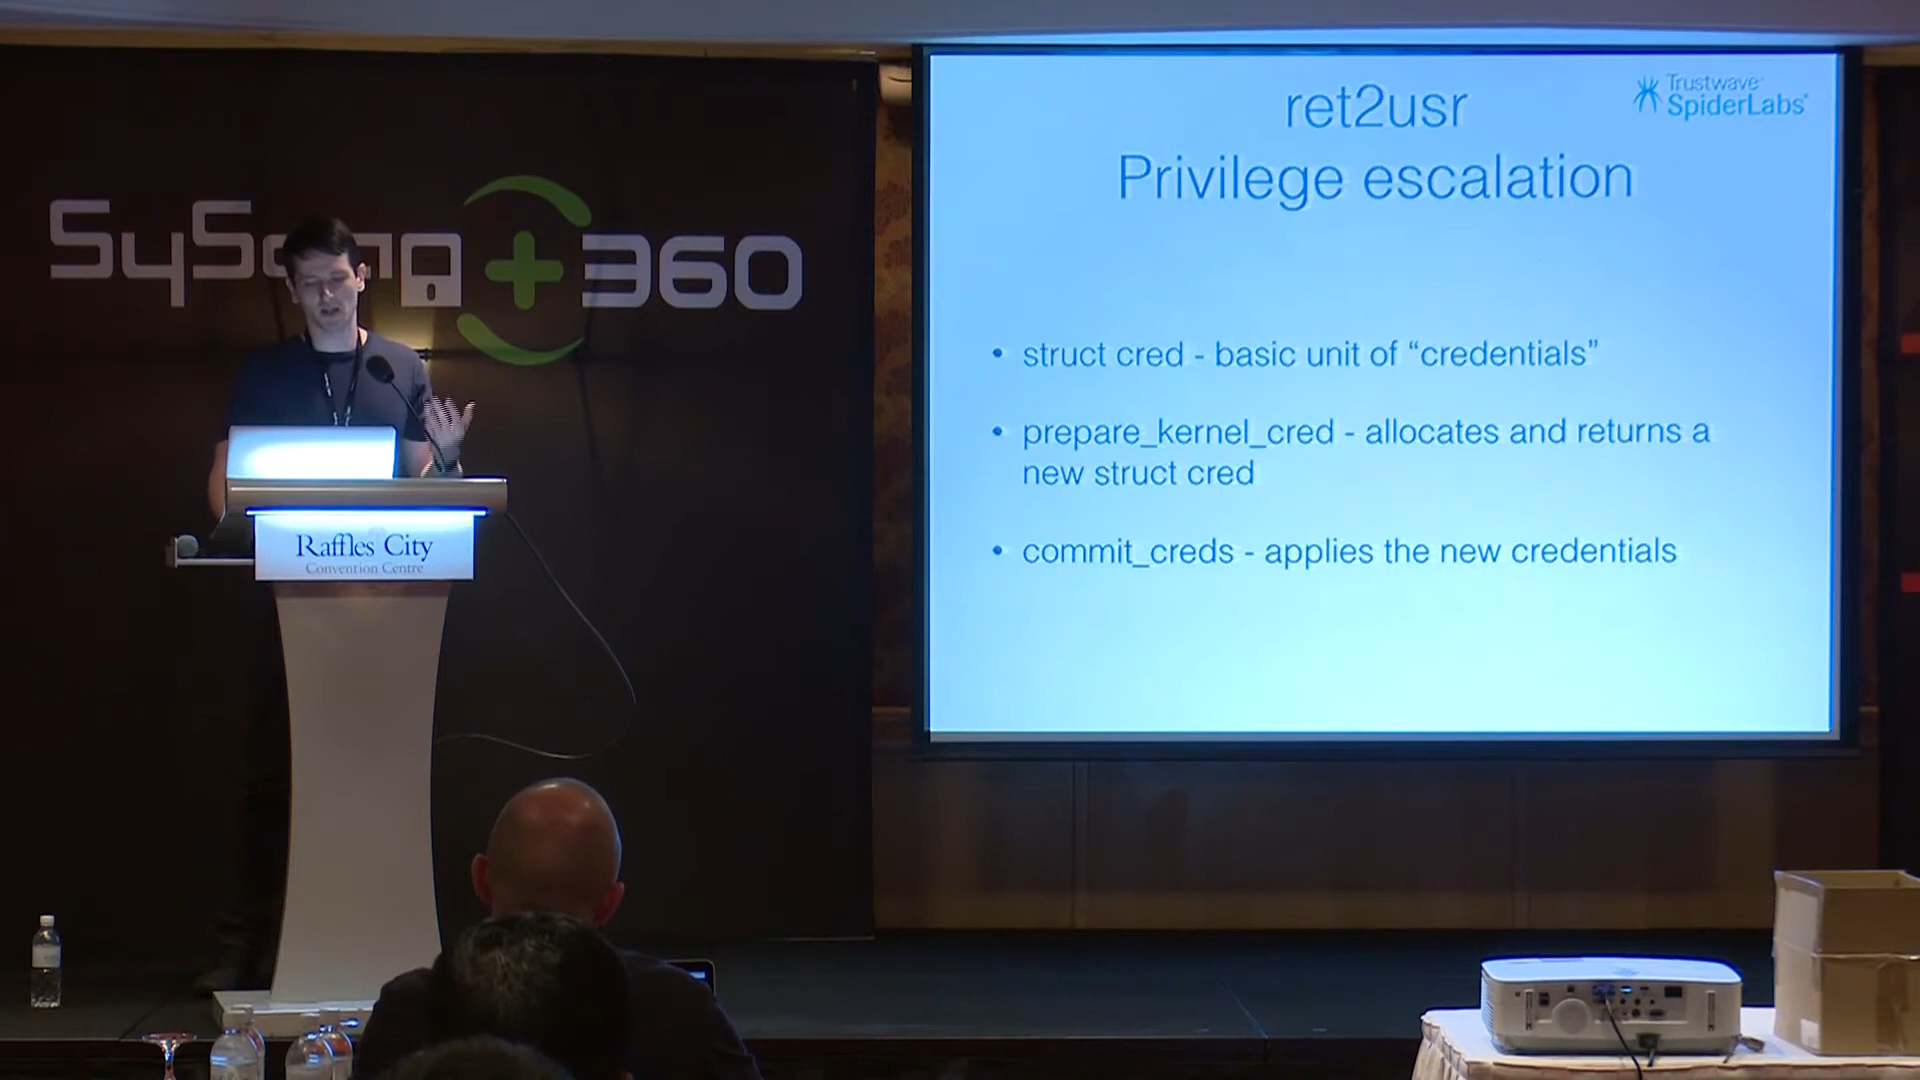 SyScan+360
Raffles City
Convention Centre
Trustwave
SpiderLabs
ret2usr
Privilege escalation
• struct cred - basic unit of “credentials”
• prepare_kernel_cred - allocates and returns a
new struct cred
• commit_creds - applies the new credentials